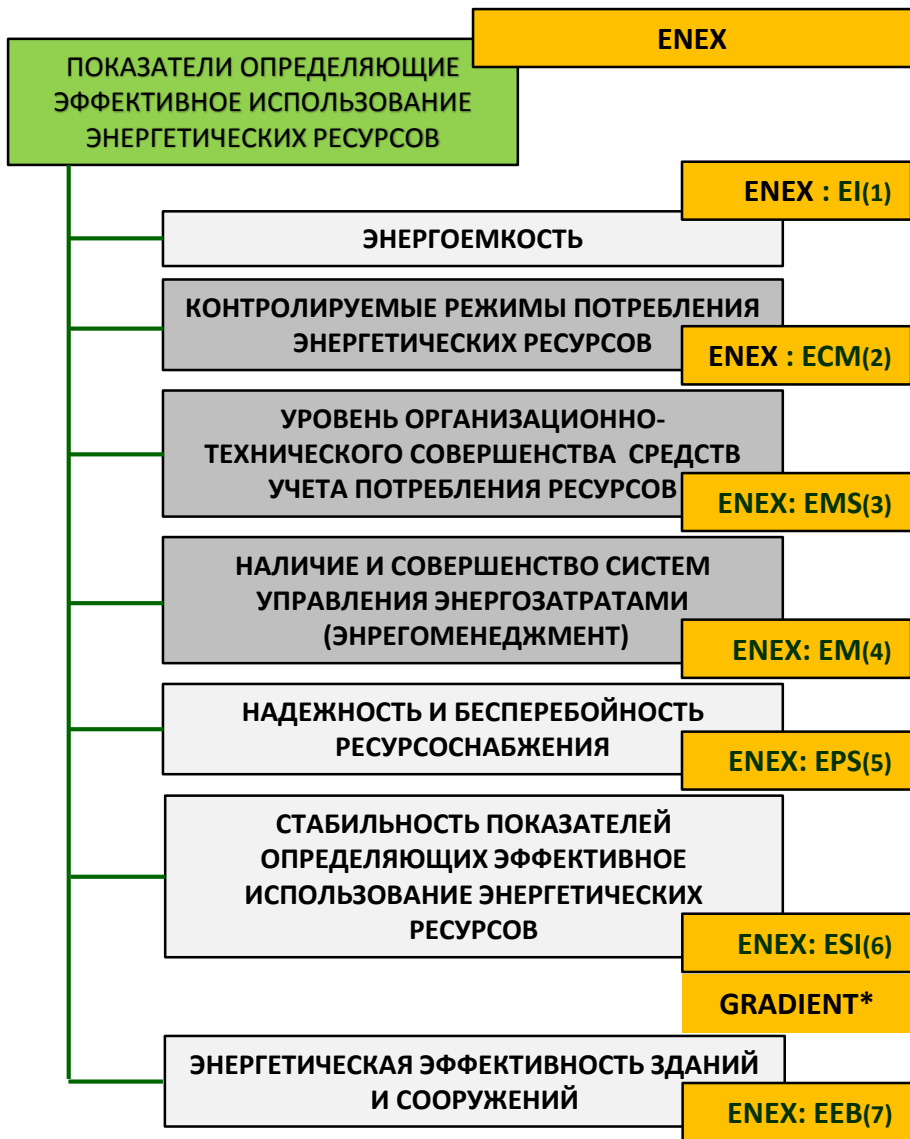 ENEX
ПОКАЗАТЕЛИ ОПРЕДЕЛЯЮЩИЕ
ЭФФЕКТИВНОЕ ИСПОЛЬЗОВАНИЕ
ЭНЕРГЕТИЧЕСКИХ РЕСУРСОВ
ENEX : EI(1)
ЭНЕРГОЕМКОСТЬ
КОНТРОЛИРУЕМЫЕ РЕЖИМЫ ПОТРЕБЛЕНИЯ
ЭНЕРГЕТИЧЕСКИХ РЕСУРСОВ
ENEX : ECM(2)
УРОВЕНЬ ОРГАНИЗАЦИОННО-
ТЕХНИЧЕСКОГО СОВЕРШЕНСТВА СРЕДСТВ
УЧЕТА ПОТРЕБЛЕНИЯ РЕСУРСОВ
ENEX: EMS(3)
НАЛИЧИЕ И СОВЕРШЕНСТВО СИСТЕМ
УПРАВЛЕНИЯ ЭНЕРГОЗАТРАТАМИ
(ЭНРЕГОМЕНЕДЖМЕНТ)
ENEX: EM(4)
НАДЕЖНОСТЬ И БЕСПЕРЕБОЙНОСТЬ
РЕСУРСОСНАБЖЕНИЯ
ENEX: EPS(5)
СТАБИЛЬНОСТЬ ПОКАЗАТЕЛЕЙ
ОПРЕДЕЛЯЮЩИХ ЭФФЕКТИВНОЕ
ИСПОЛЬЗОВАНИЕ ЭНЕРГЕТИЧЕСКИХ
РЕСУРСОВ
ENEX: ESI(6)
GRADIENT*
ЭНЕРГЕТИЧЕСКАЯ ЭФФЕКТИВНОСТЬ ЗДАНИЙ
И СООРУЖЕНИЙ
ENEX: EEB(7)